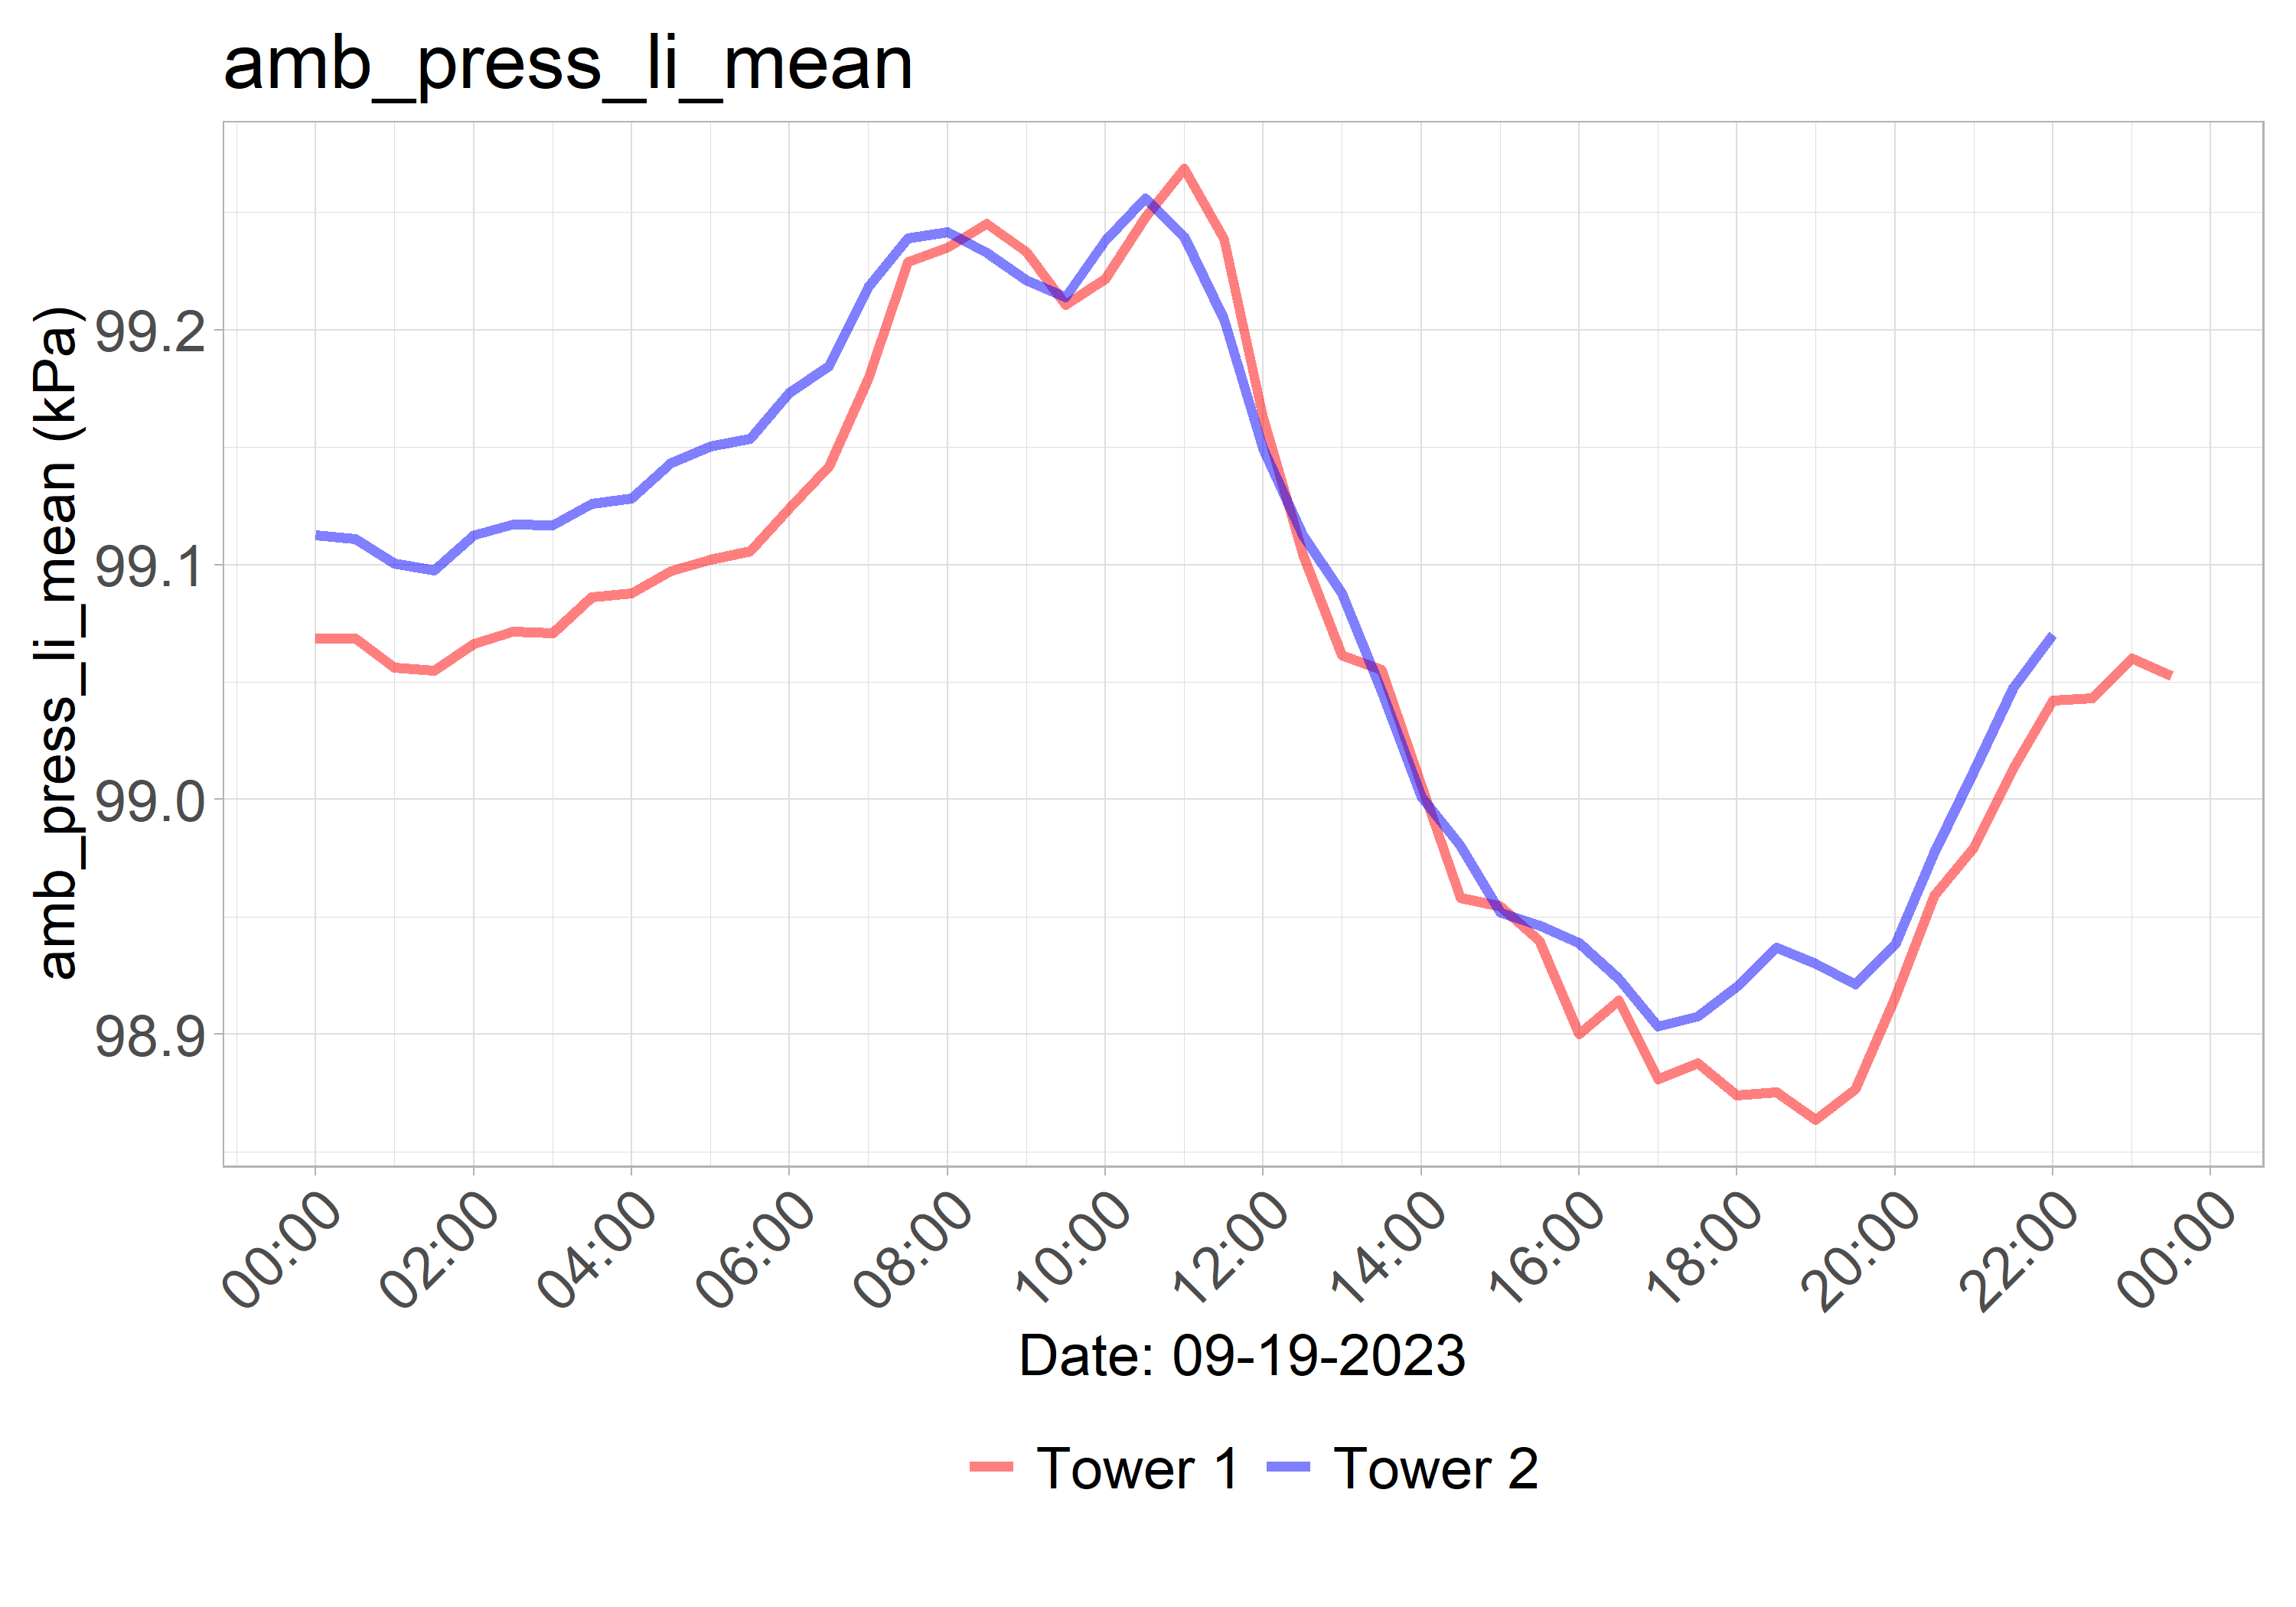 amb_press_li_mean
amb_press_li_mean (kPa)
99.2
99.1
99.0
98.9
00:00 02:00 04:00 06:00 08:00 10:00 12:00 14:00 16:00 18:00 20:00 22:00 00:00
Date: 09-19-2023
Tower 1 Tower 2